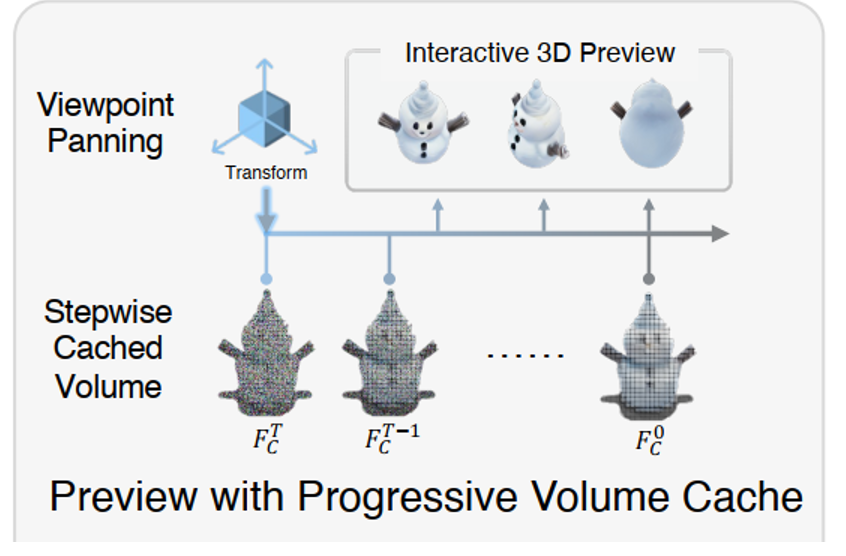 Interactive 3D Preview
Viewpoint
Panning
Transform
Stepwise
Cached
Volume
......
F_C^T
F_C^{T-1}
F_C^0
Preview with Progressive Volume Cache